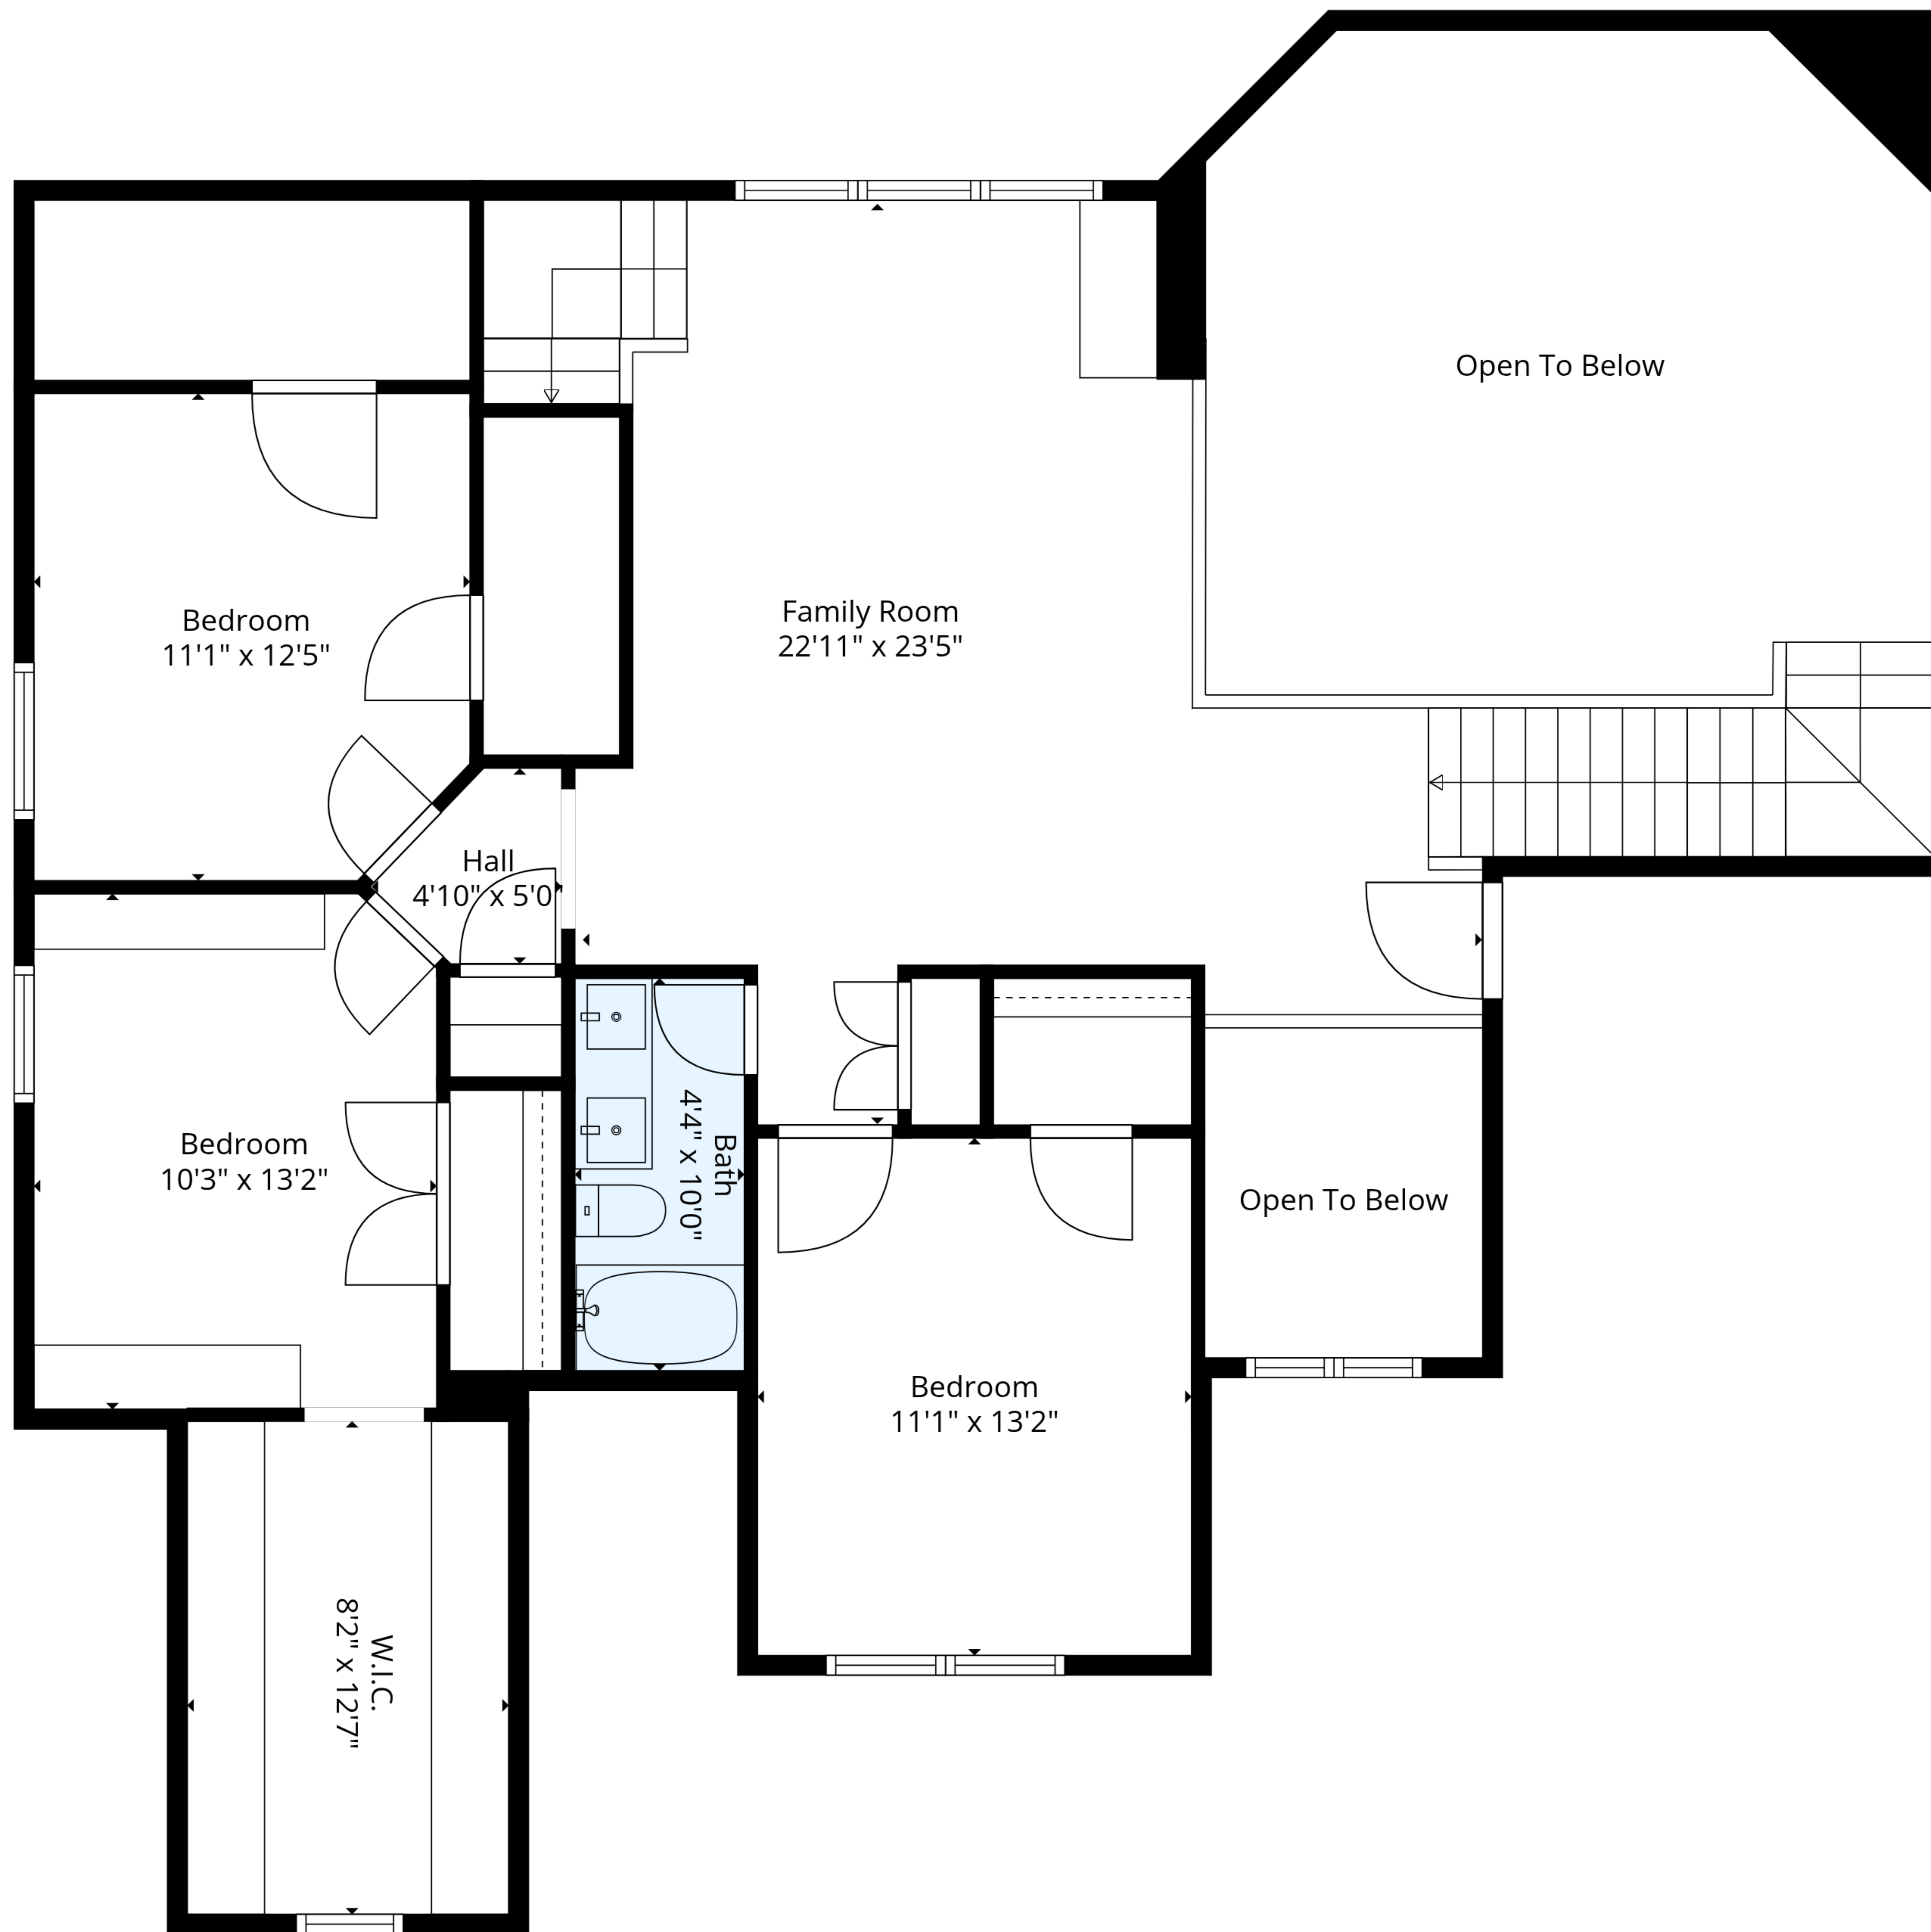 Open To Below
Family Room
22'11" x 23'5"
Bedroom
11'1" x 12'5"
Hall
4'10" x 5'0"
Bedroom
10'3" x 13'2"
Bath
4'4" x 10'0"
Open To Below
Bedroom
11'1" x 13'2"
W.I.C.
8'2" x 12'7"